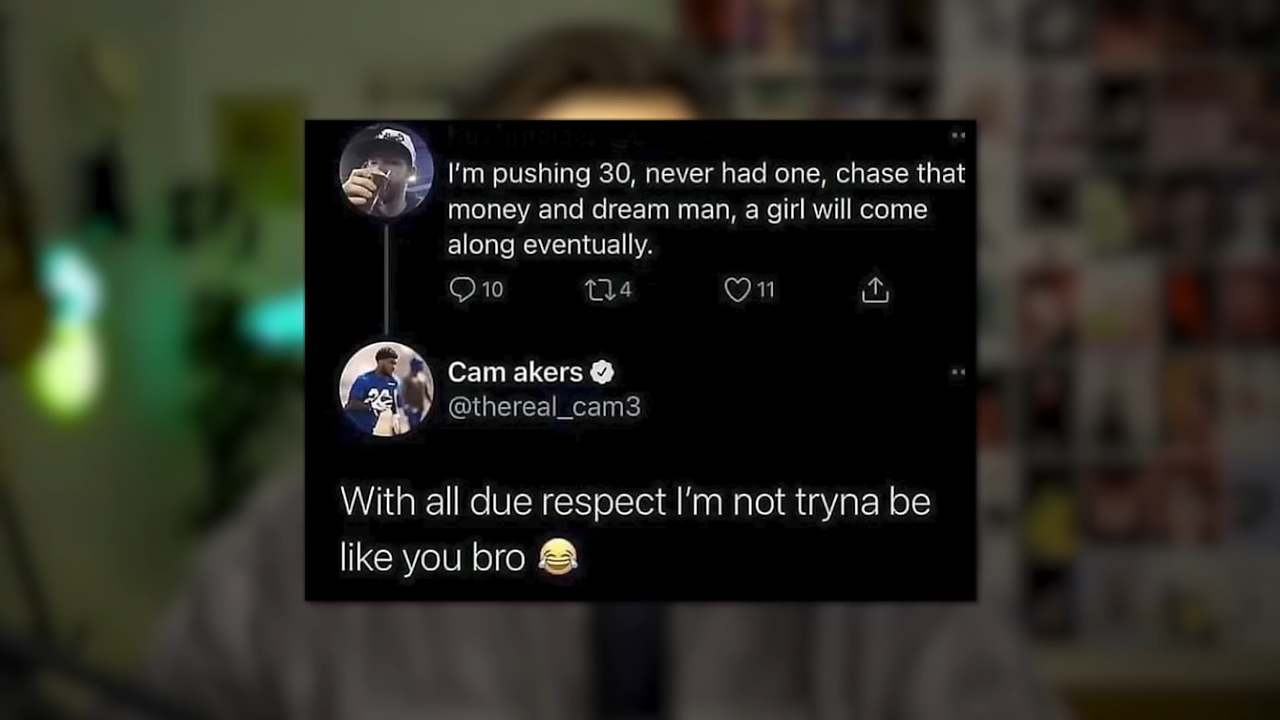 I'm pushing 30, never had one, chase that
money and dream man, a girl will come
along eventually.
10 4 11
Cam akers
@thereal_cam3
With all due respect I'm not tryna be
like you bro 😂